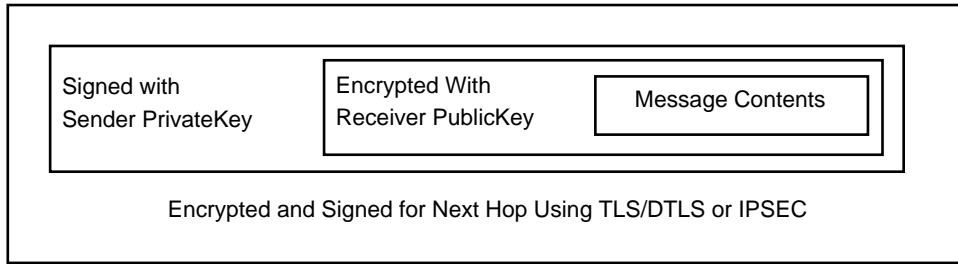 Signed with
Sender PrivateKey
Encrypted With
Receiver PublicKey
Message Contents
Encrypted and Signed for Next Hop Using TLS/DTLS or IPSEC